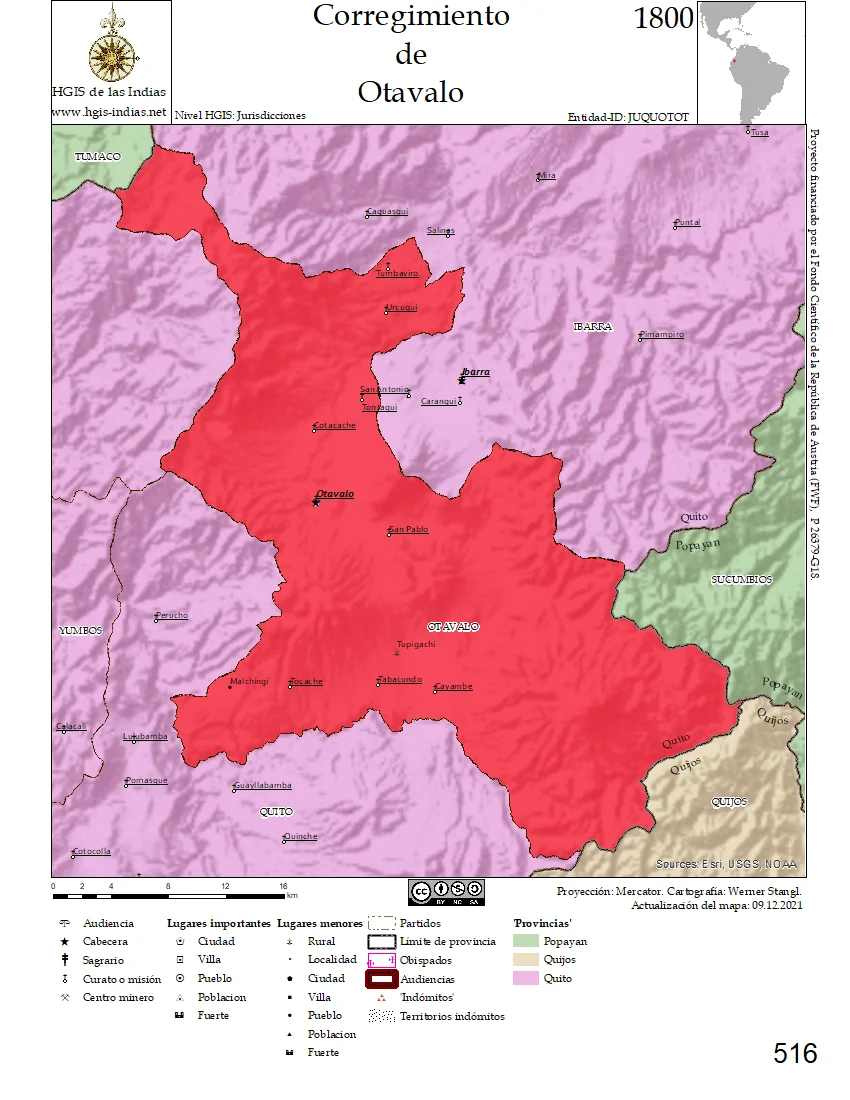 Corregimiento
de
Otavalo
1800
HGIS de las Indias
www.hgis-indias.net
Nivel HGIS: Jurisdicciones
Entidad-ID: JUQUOTOT
Tusa
TUMACO
Mira
Caguasqui
Puntal
Salinas
Tumbaviro
Urcuqui
IBARRA
Pimampiro
Ibarra
San Antonio
Caranqui
Tontaqui
Cotacache
Otavalo
Quito
San Pablo
Popayan
SUCUMBIOS
Perucho
YUMBOS
OTAVALO
Tupigachi
Malchingi
Tocache
Tabacundo
Cayambe
Popayan
Quijos
Calacali
Lulubamba
Quito
Quijos
Pomasque
Guayllabamba
QUITO
QUIJOS
Quinche
Cotocolla
Sources: Esri, USGS, NOAA
Proyecto financiado por el Fondo Científico de la República de Austria (FWF), P 26379-G18.
0 2 4 8 12 16
km
CC BY NC SA
Proyección: Mercator. Cartografía: Werner Stangl.
Actualización del mapa: 09.12.2021
Audiencia
Cabecera
Sagrario
Curato o misión
Centro minero
Lugares importantes
Ciudad
Villa
Pueblo
Poblacion
Fuerte
Lugares menores
Rural
Localidad
Ciudad
Villa
Pueblo
Poblacion
Fuerte
Partidos
Límite de provincia
Obispados
Audiencias
'Indómitos'
Territorios indómitos
'Provincias'
Popayan
Quijos
Quito
516